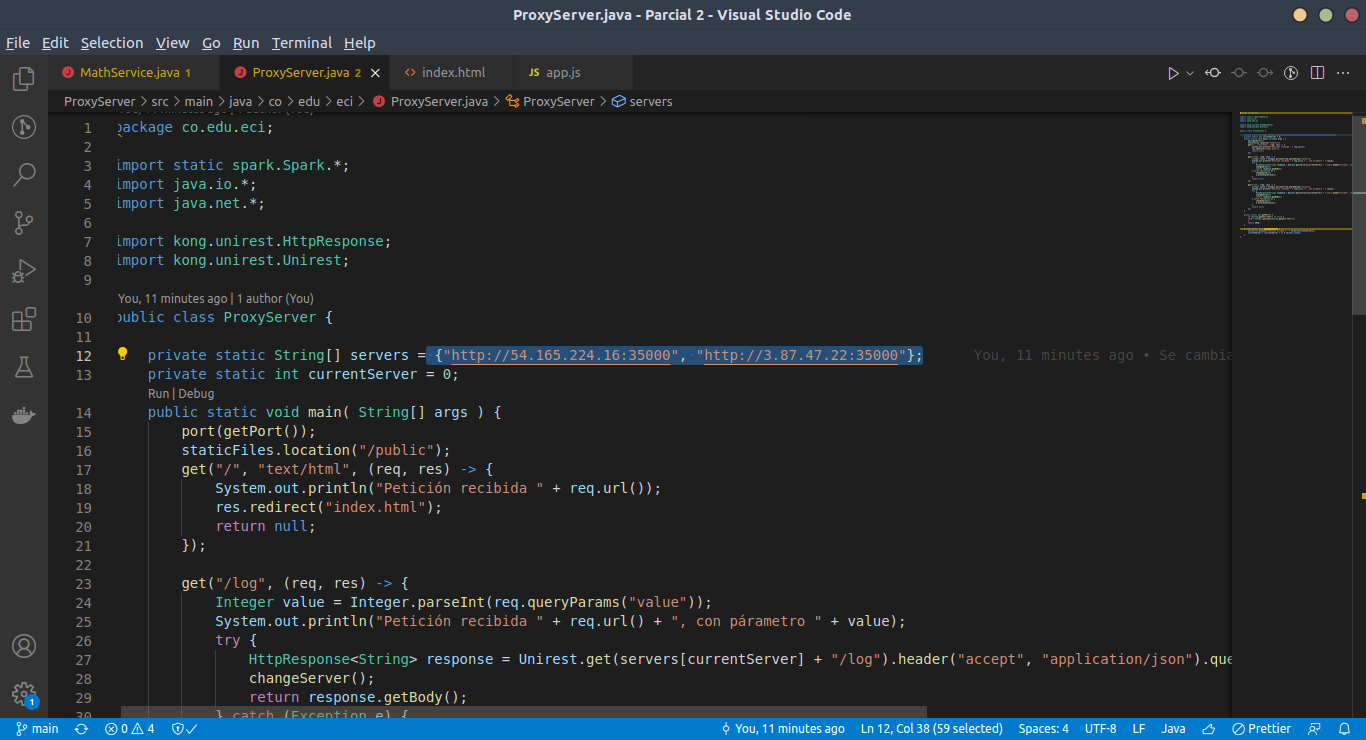 ProxyServer.java - Parcial 2 - Visual Studio Code
File Edit Selection View Go Run Terminal Help
MathService.java 1 ProxyServer.java 2 index.html JS app.js
ProxyServer > src > main > java > co > edu > eci > ProxyServer.java > ProxyServer > servers
You, 11 minutes ago | 1 author (You)
1 package co.edu.eci;
2
3 import static spark.Spark.*;
4 import java.io.*;
5 import java.net.*;
6
7 import kong.unirest.HttpResponse;
8 import kong.unirest.Unirest;
9
You, 11 minutes ago | 1 author (You)
10 public class ProxyServer {
11
12 private static String[] servers = {"http://54.165.224.16:35000", "http://3.87.47.22:35000"}; You, 11 minutes ago • Se cambia
13 private static int currentServer = 0;
Run | Debug
14 public static void main( String[] args ) {
15 port(getPort());
16 staticFiles.location("/public");
17 get("/", "text/html", (req, res) -> {
18 System.out.println("Petición recibida " + req.url());
19 res.redirect("index.html");
20 return null;
21 });
22
23 get("/log", (req, res) -> {
24 Integer value = Integer.parseInt(req.queryParams("value"));
25 System.out.println("Petición recibida " + req.url() + ", con párametro " + value);
26 try {
27 HttpResponse<String> response = Unirest.get(servers[currentServer] + "/log").header("accept", "application/json").que
28 changeServer();
29 return response.getBody();
30 } catch (Exception e) {
1
main 0 4 You, 11 minutes ago Ln 12, Col 38 (59 selected) Spaces: 4 UTF-8 LF Java Prettier